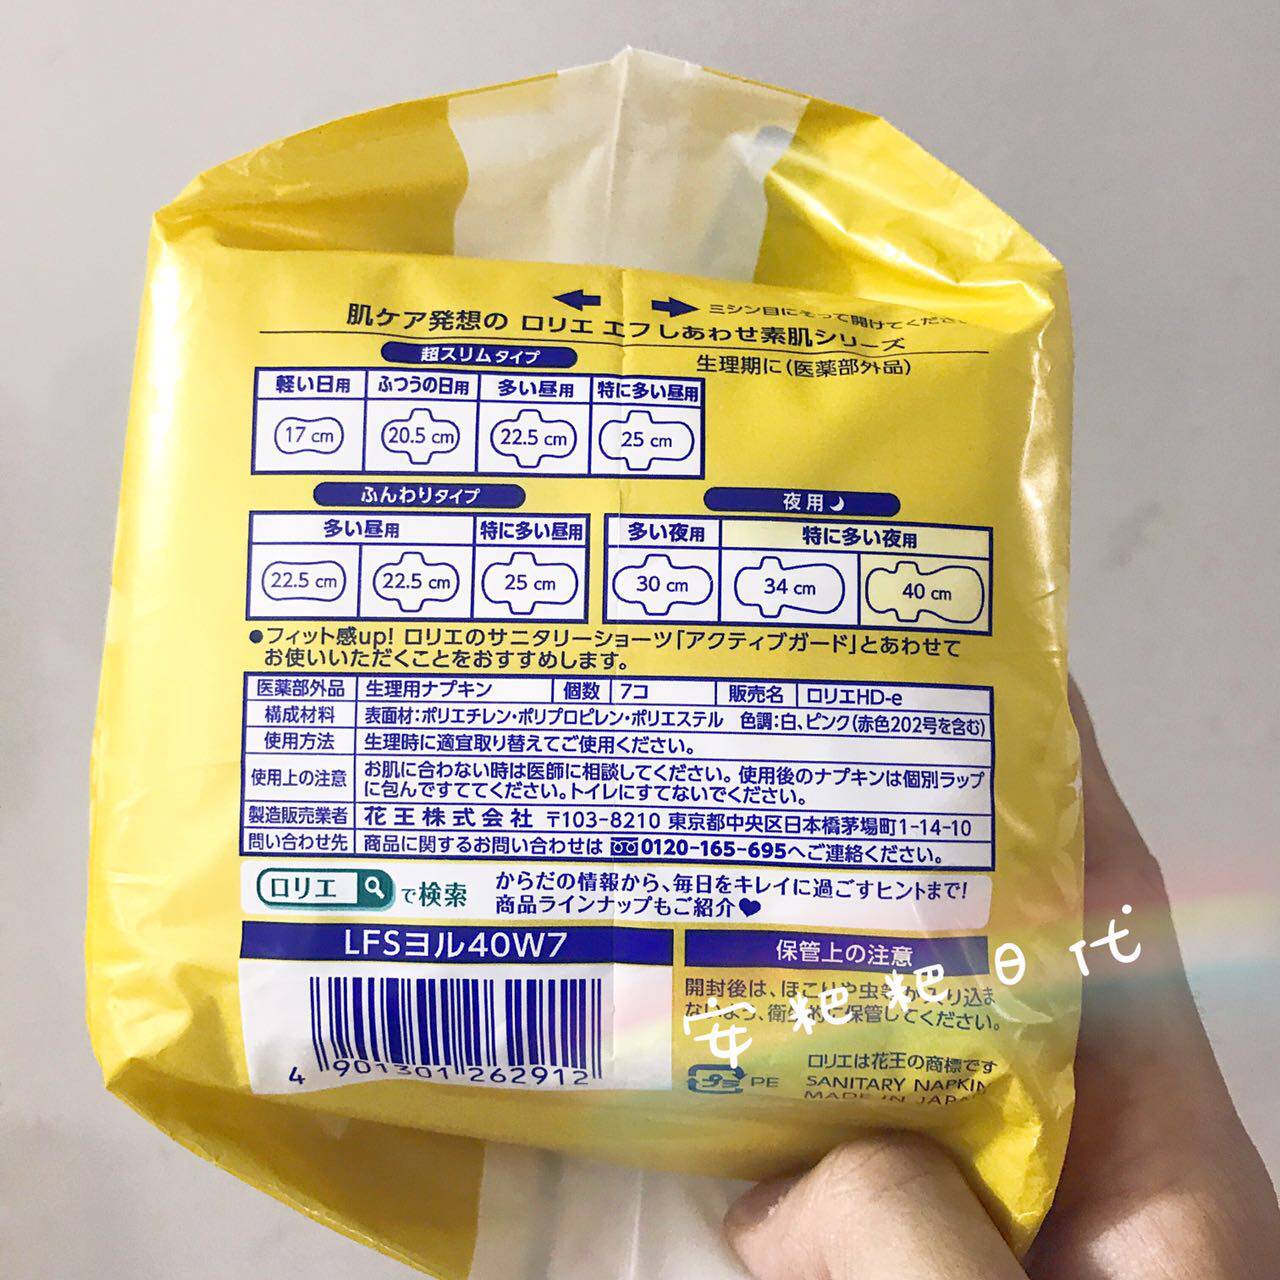 ミシン目にそって開けてください
肌ケア発想の ロリエ エフ しあわせ素肌シリーズ
超スリムタイプ
生理期に(医薬部外品)
軽い日用 ふつうの日用 多い昼用 特に多い昼用
17 cm 20.5 cm 22.5 cm 25 cm
ふんわりタイプ
夜用
多い昼用 特に多い昼用
多い夜用 特に多い夜用
22.5 cm 22.5 cm 25 cm
30 cm 34 cm 40 cm
●フィット感up! ロリエのサニタリーショーツ「アクティブガード」とあわせて
お使いいただくことをおすすめします。
医薬部外品 生理用ナプキン 個数 7コ 販売名 ロリエHD-e
構成材料 表面材:ポリエチレン・ポリプロピレン・ポリエステル 色調:白、ピンク(赤色202号を含む)
使用方法 生理時に適宜取り替えてご使用ください。
使用上の注意 お肌に合わない時は医師に相談してください。使用後のナプキンは個別ラップ
に包んですててください。トイレにすてないでください。
製造販売業者 花王株式会社 〒103-8210 東京都中央区日本橋茅場町1-14-10
問い合わせ先 商品に関するお問い合わせは 0120-165-695へご連絡ください。
ロリエ で検索
からだの情報から、毎日をキレイに過ごすヒントまで!
商品ラインナップもご紹介♥
LFSヨル40W7
4 901301 262912
保管上の注意
開封後は、ほこりや虫等が入り込ま
ないよう、衛生的に保管してください。
ロリエは花王の商標です
PE
SANITARY NAPKIN
MADE IN JAPAN
安粑粑日代